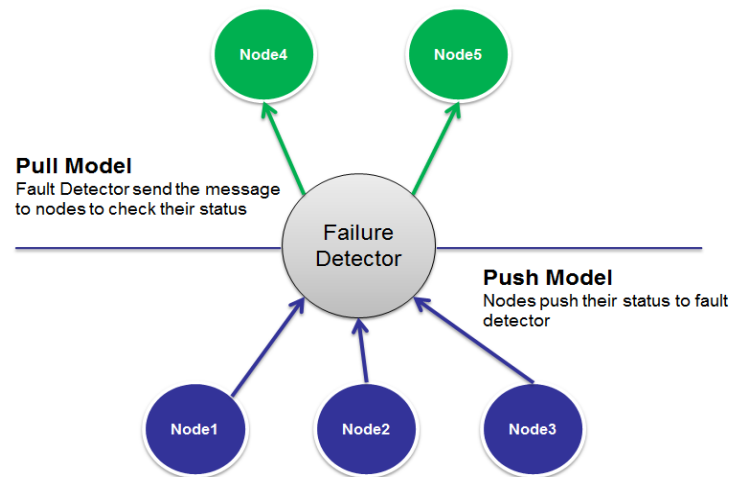 Node4
Node5
Pull Model
Fault Detector send the message
to nodes to check their status
Failure
Detector
Push Model
Nodes push their status to fault
detector
Node1
Node2
Node3